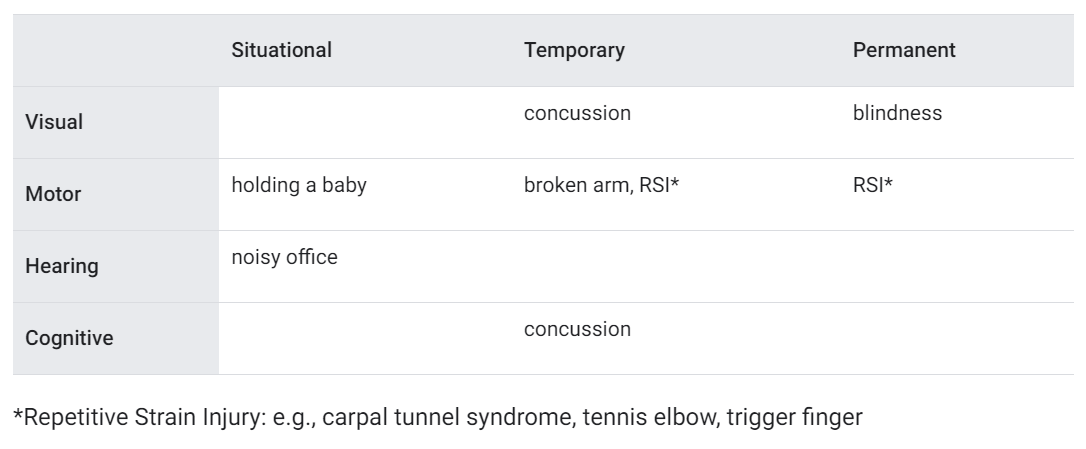 Situational Temporary Permanent
Visual concussion blindness
Motor holding a baby broken arm, RSI* RSI*
Hearing noisy office
Cognitive concussion
*Repetitive Strain Injury: e.g., carpal tunnel syndrome, tennis elbow, trigger finger